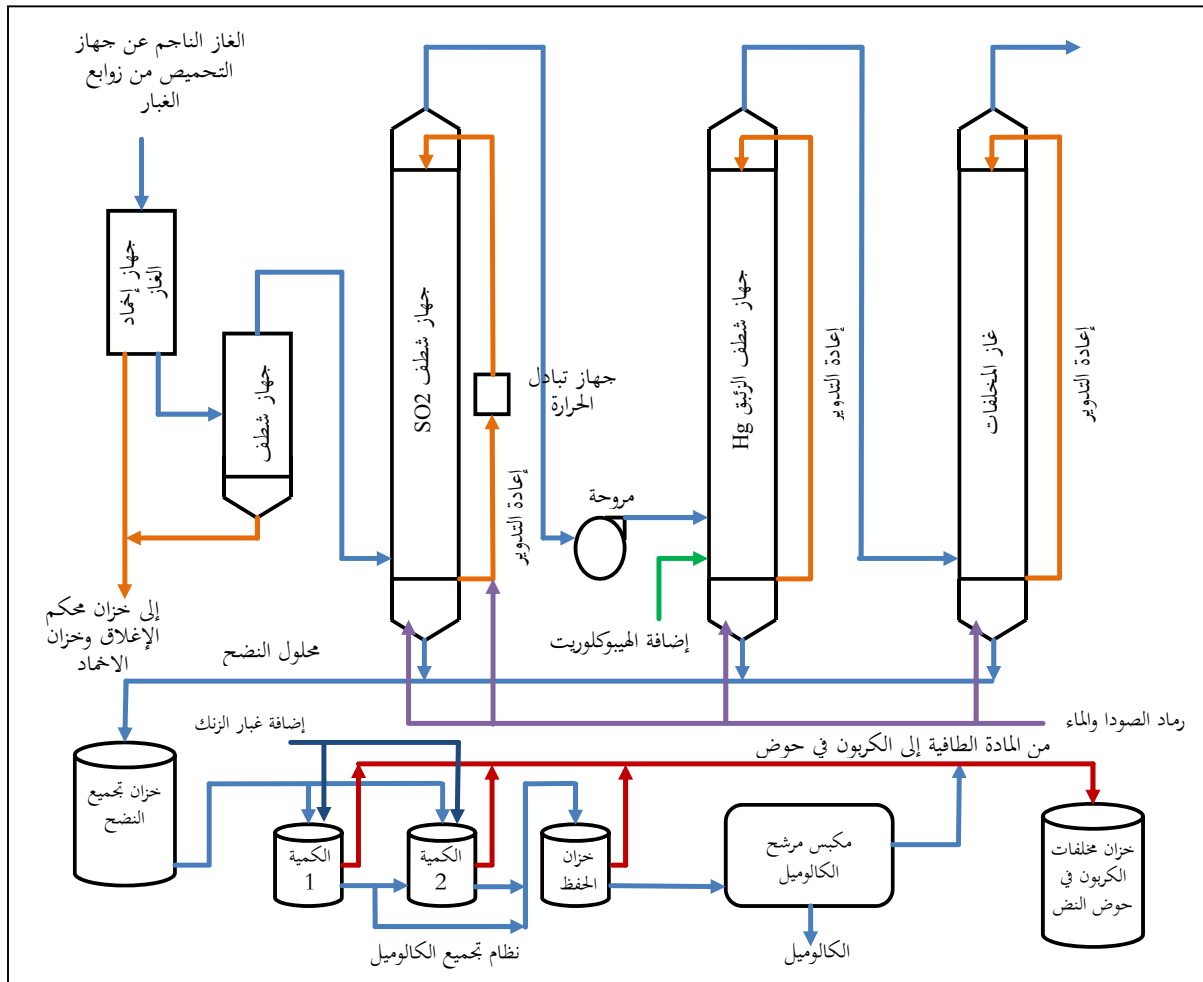 الغاز الناجم عن جهاز
التحميص من زوابع
الغبار
جهاز إخماد
الغاز
جهاز شطف
جهاز شطف SO2
جهاز تبادل
الحرارة
إعادة التدوير
مروحة
جهاز شطف الزئبق Hg
إعادة التدوير
غاز المخلفات
إعادة التدوير
إضافة الهيبوكلوريت
إلى خزان محكم
الإغلاق وخزان
الاخماد
محلول النضح
رماد الصودا والماء
إضافة غبار الزنك
من المادة الطافية إلى الكربون في حوض
خزان تجميع
النضح
الكمية
1
الكمية
2
خزان
الحفظ
مكبس مرشح
الكالوميل
خزان مخلفات
الكربون في
حوض النض
نظام تجميع الكالوميل
الكالوميل